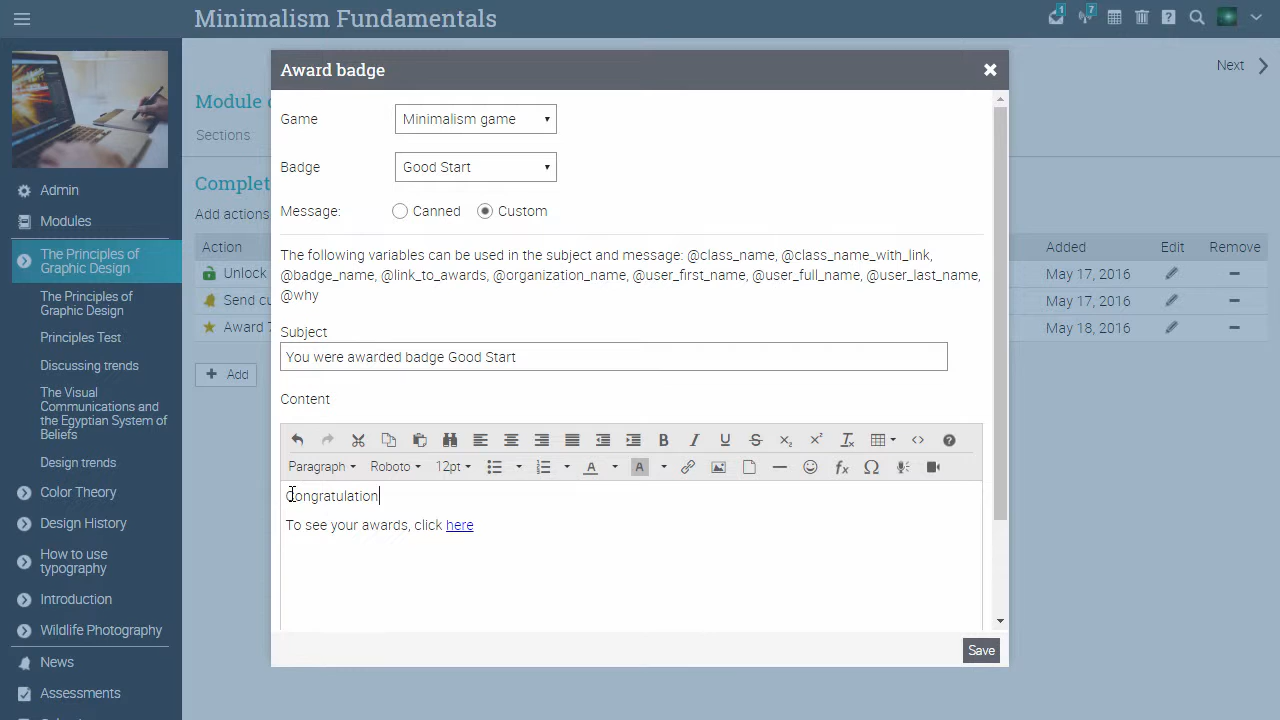 Minimalism Fundamentals
1
7
Next
Admin
Modules
The Principles of
Graphic Design
The Principles of
Graphic Design
Principles Test
Discussing trends
The Visual
Communications and
the Egyptian System of
Beliefs
Design trends
Color Theory
Design History
How to use
typography
Introduction
Wildlife Photography
News
Assessments
Module
Sections
Complet
Add actions
Action
Unlock
Send cu
Award
Add
Added
Edit
Remove
May 17, 2016
May 17, 2016
May 18, 2016
Award badge
Game
Minimalism game
Badge
Good Start
Message:
Canned
Custom
The following variables can be used in the subject and message: @class_name, @class_name_with_link,
@badge_name, @link_to_awards, @organization_name, @user_first_name, @user_full_name, @user_last_name,
@why
Subject
You were awarded badge Good Start
Content
Paragraph
Roboto
12pt
Congratulation
To see your awards, click here
Save